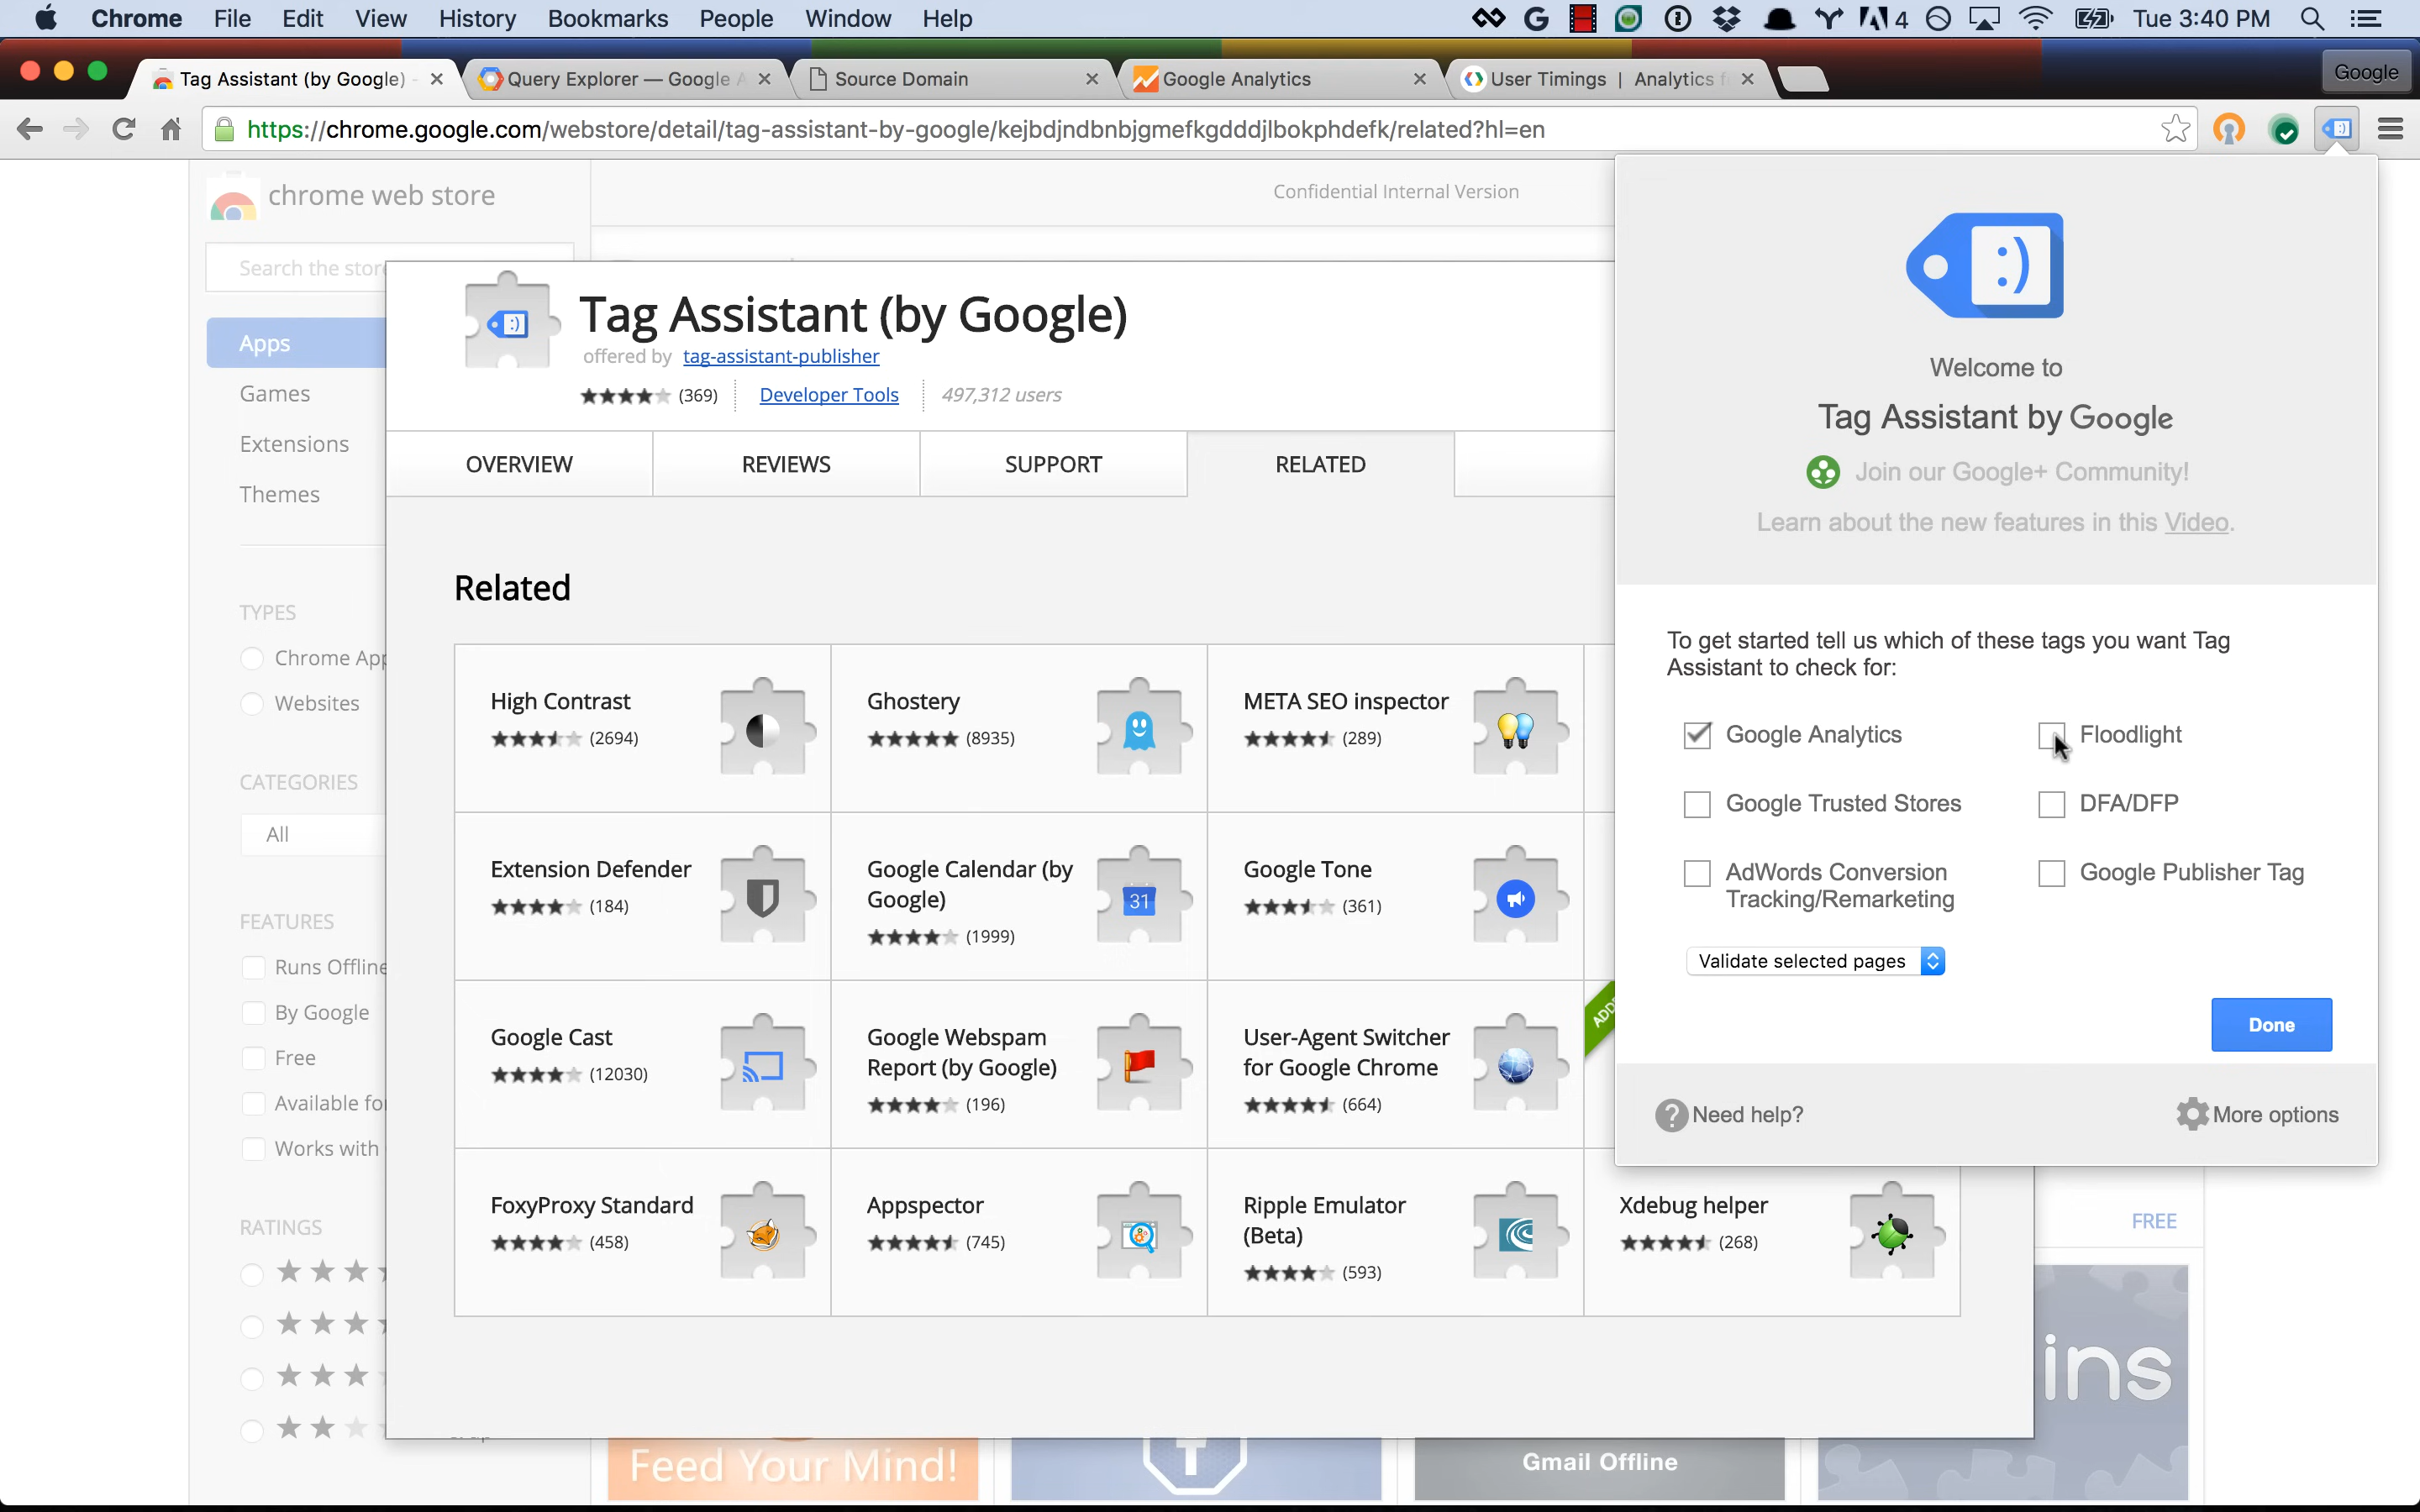 Chrome File Edit View History Bookmarks People Window Help
4 Tue 3:40 PM
Tag Assistant (by Google) -
Query Explorer — Google A
Source Domain
Google Analytics
User Timings | Analytics f
Google
https://chrome.google.com/webstore/detail/tag-assistant-by-google/kejbdjndbnbjgmefkgdddjlbokphdefk/related?hl=en
chrome web store
Confidential Internal Version
Search the store
Apps
Games
Extensions
Themes
TYPES
Chrome App
Websites
CATEGORIES
All
FEATURES
Runs Offline
By Google
Free
Available for
Works with
RATINGS
Tag Assistant (by Google)
offered by tag-assistant-publisher
(369) Developer Tools 497,312 users
OVERVIEW
REVIEWS
SUPPORT
RELATED
Related
High Contrast
(2694)
Ghostery
(8935)
META SEO inspector
(289)
Extension Defender
(184)
Google Calendar (by
Google)
31
(1999)
Google Tone
(361)
Google Cast
(12030)
Google Webspam
Report (by Google)
(196)
User-Agent Switcher
for Google Chrome
(664)
FoxyProxy Standard
(458)
Appspector
(745)
Ripple Emulator
(Beta)
(593)
Xdebug helper
(268)
:)
Welcome to
Tag Assistant by Google
Join our Google+ Community!
Learn about the new features in this Video.
To get started tell us which of these tags you want Tag
Assistant to check for:
Google Analytics
Floodlight
Google Trusted Stores
DFA/DFP
AdWords Conversion
Tracking/Remarketing
Google Publisher Tag
Validate selected pages
Done
Need help?
More options
FREE
ins
Feed Your Mind!
Gmail Offline